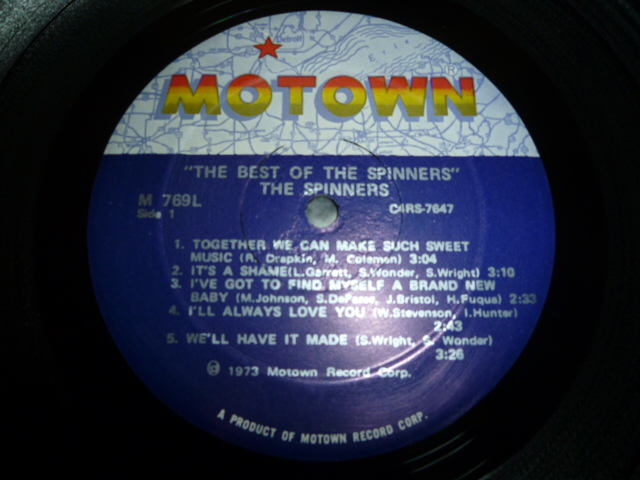 Detroit
Erie
MOTOWN ®
"THE BEST OF THE SPINNERS"
THE SPINNERS
M 769L
Side 1
C4RS-7647
1. TOGETHER WE CAN MAKE SUCH SWEET
MUSIC (R. Drapkin, M. Coleman) 3:04
2. IT'S A SHAME(L.Garrett, S.Wonder, S.Wright) 3:10
3. I'VE GOT TO FIND MYSELF A BRAND NEW
BABY (M.Johnson, S.DePasse, J.Bristol, H.Fuqua) 2:33
4. I'LL ALWAYS LOVE YOU (W.Stevenson, I.Hunter)
2:43
5. WE'LL HAVE IT MADE (S.Wright, S. Wonder)
3:26
℗ 1973 Motown Record Corp.
A PRODUCT OF MOTOWN RECORD CORP.